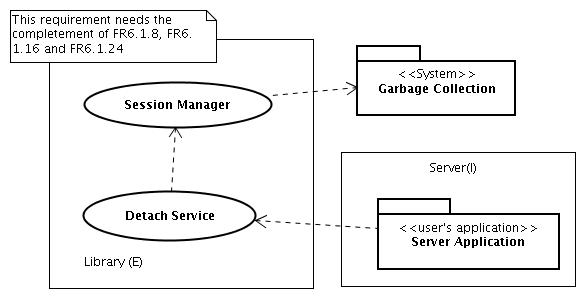 This requirement needs the
completement of FR6.1.8, FR6.
1.16 and FR6.1.24
<<System>>
Garbage Collection
Session Manager
Server(I)
<<user's application>>
Server Application
Detach Service
Library (E)